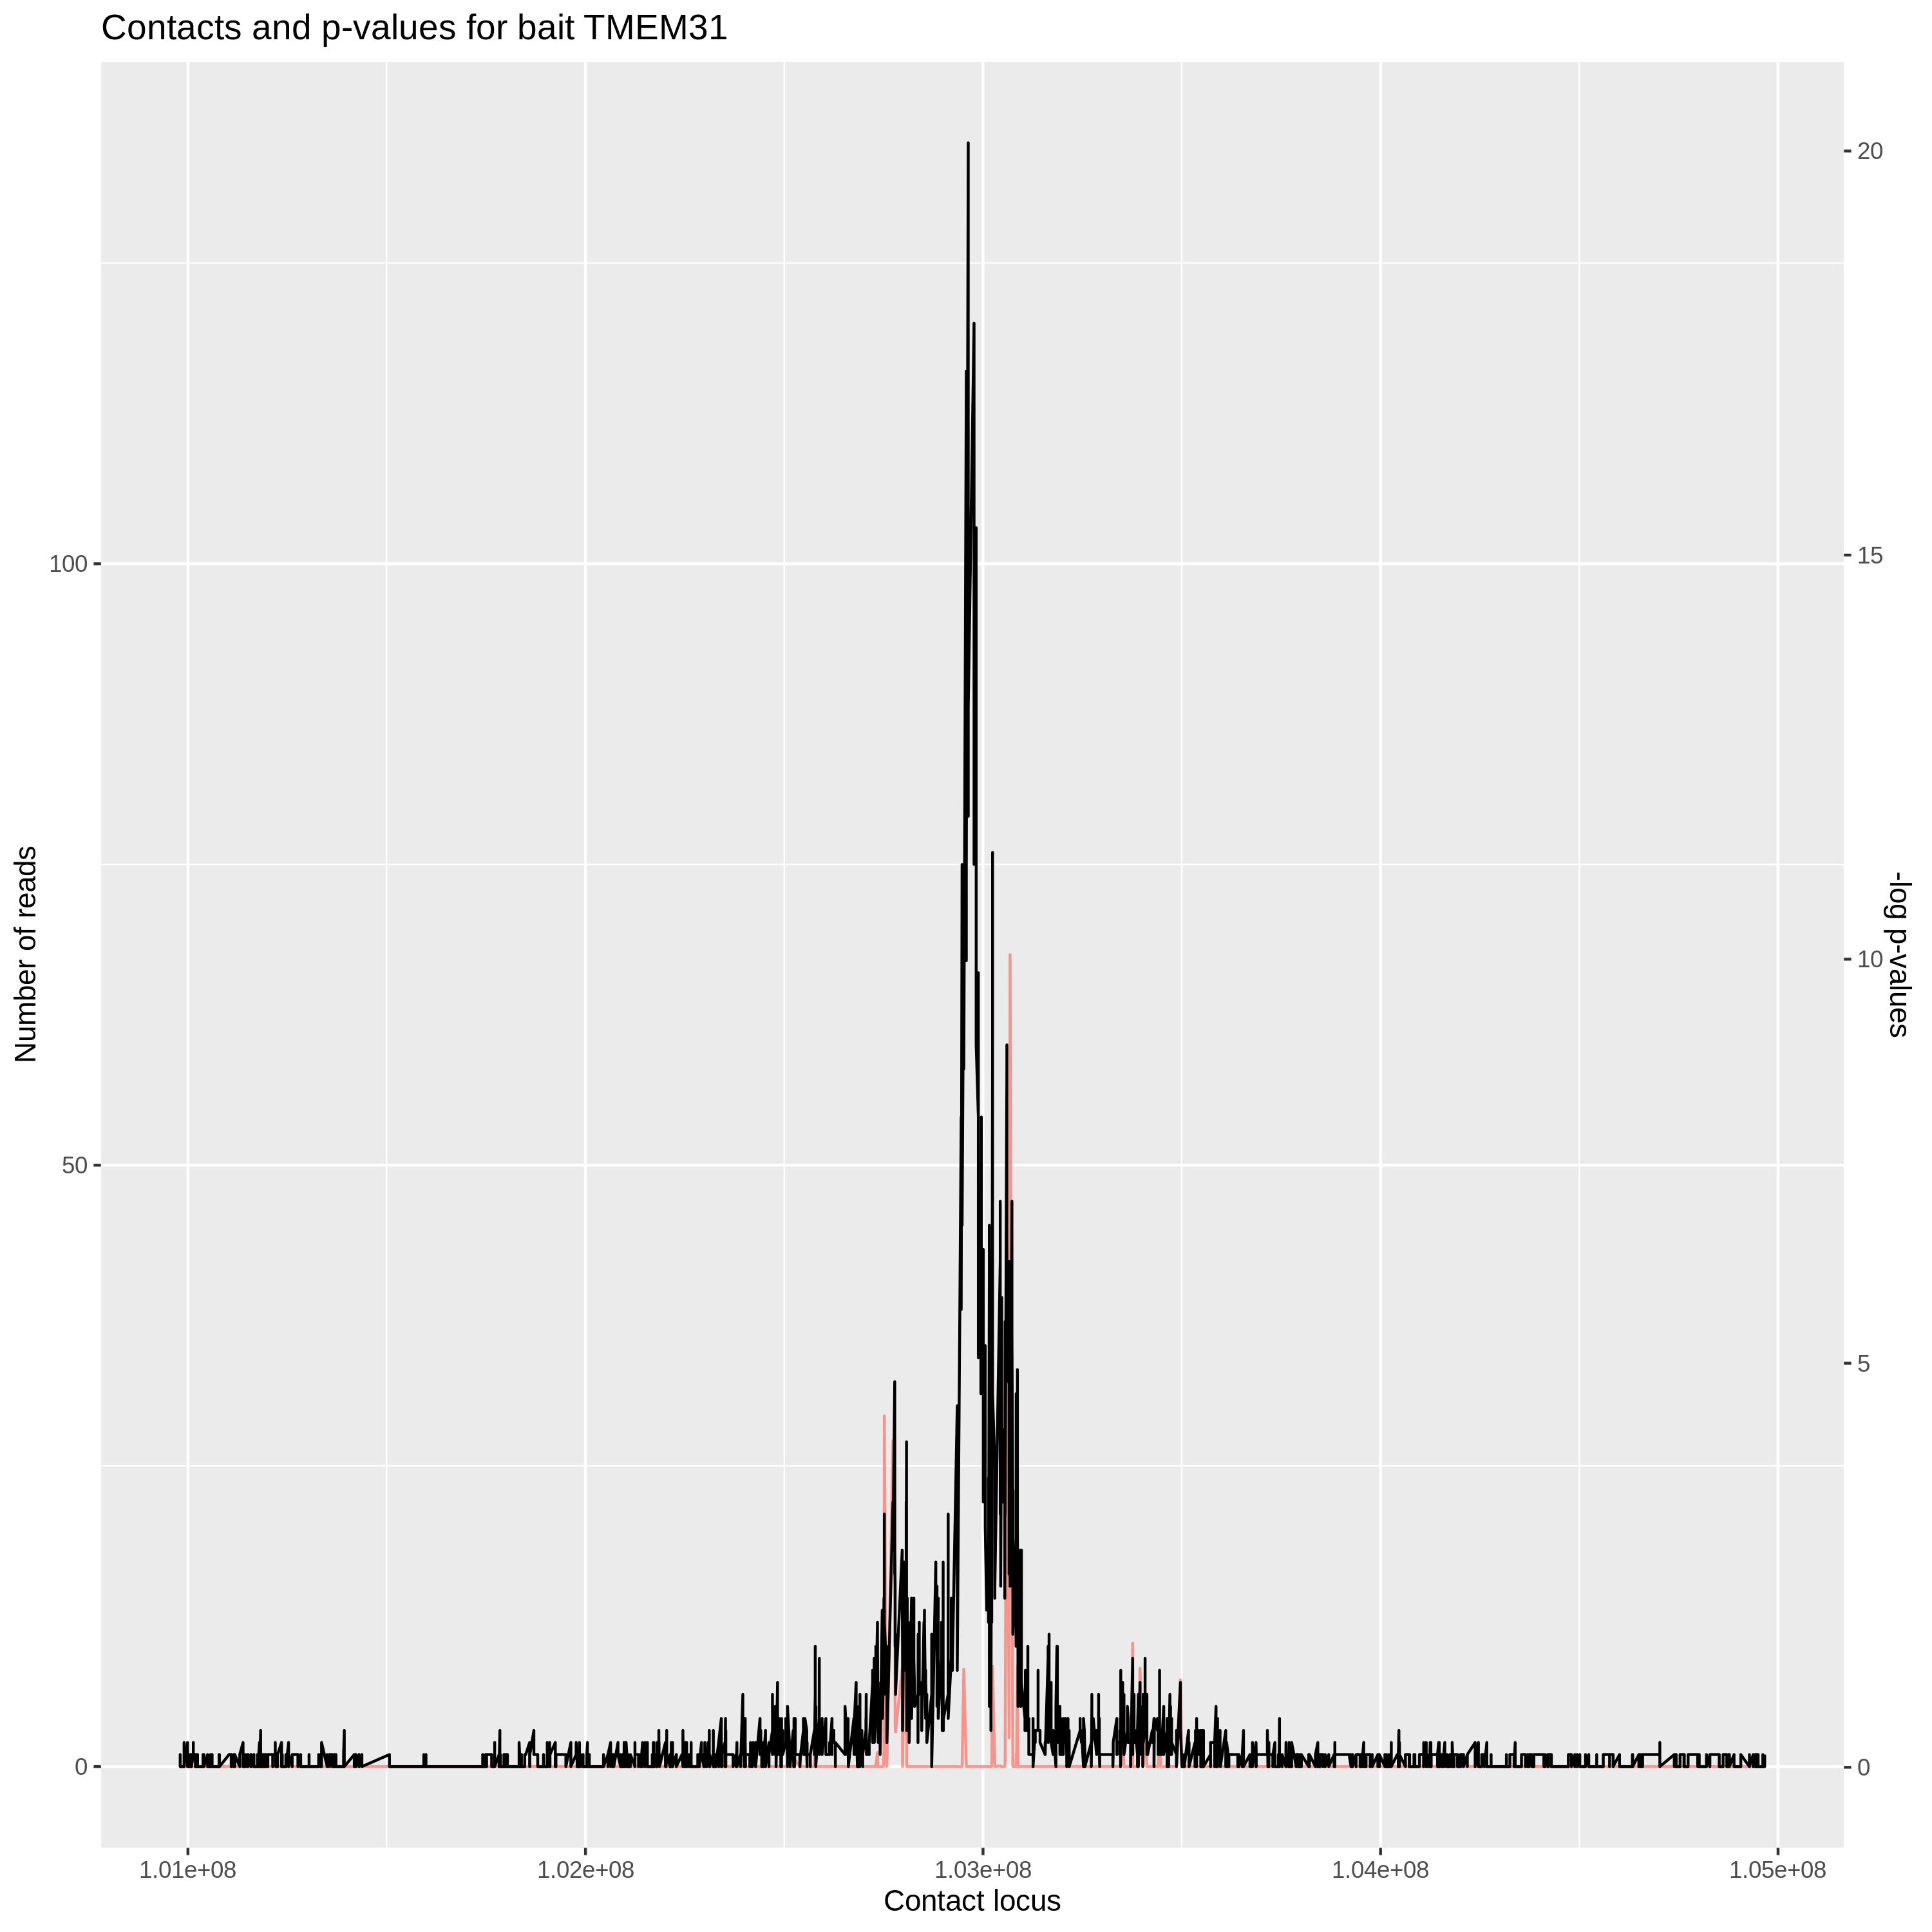 Contacts and p-values for bait TMEM31
20
100
15
Number of reads
-log p-values
10
50
5
0
0
1.01e+08
1.02e+08
1.03e+08
1.04e+08
1.05e+08
Contact locus